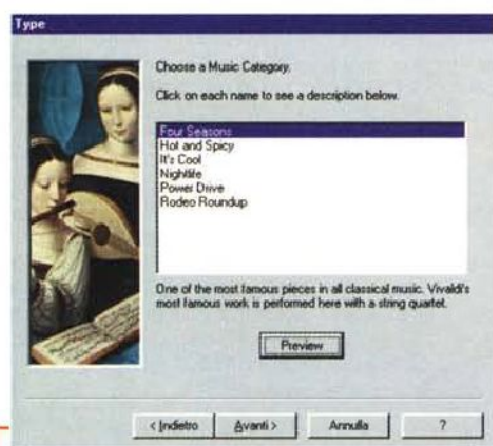 Type
Choose a Music Category.
Click on each name to see a description below.
Four Seasons
Hot and Spicy
It's Cool
Nightlife
Power Drive
Rodeo Roundup
One of the most famous pieces in all classical music. Vivaldi's
most famous work is performed here with a string quartet.
Preview
< Indietro Avanti > Annulla ?